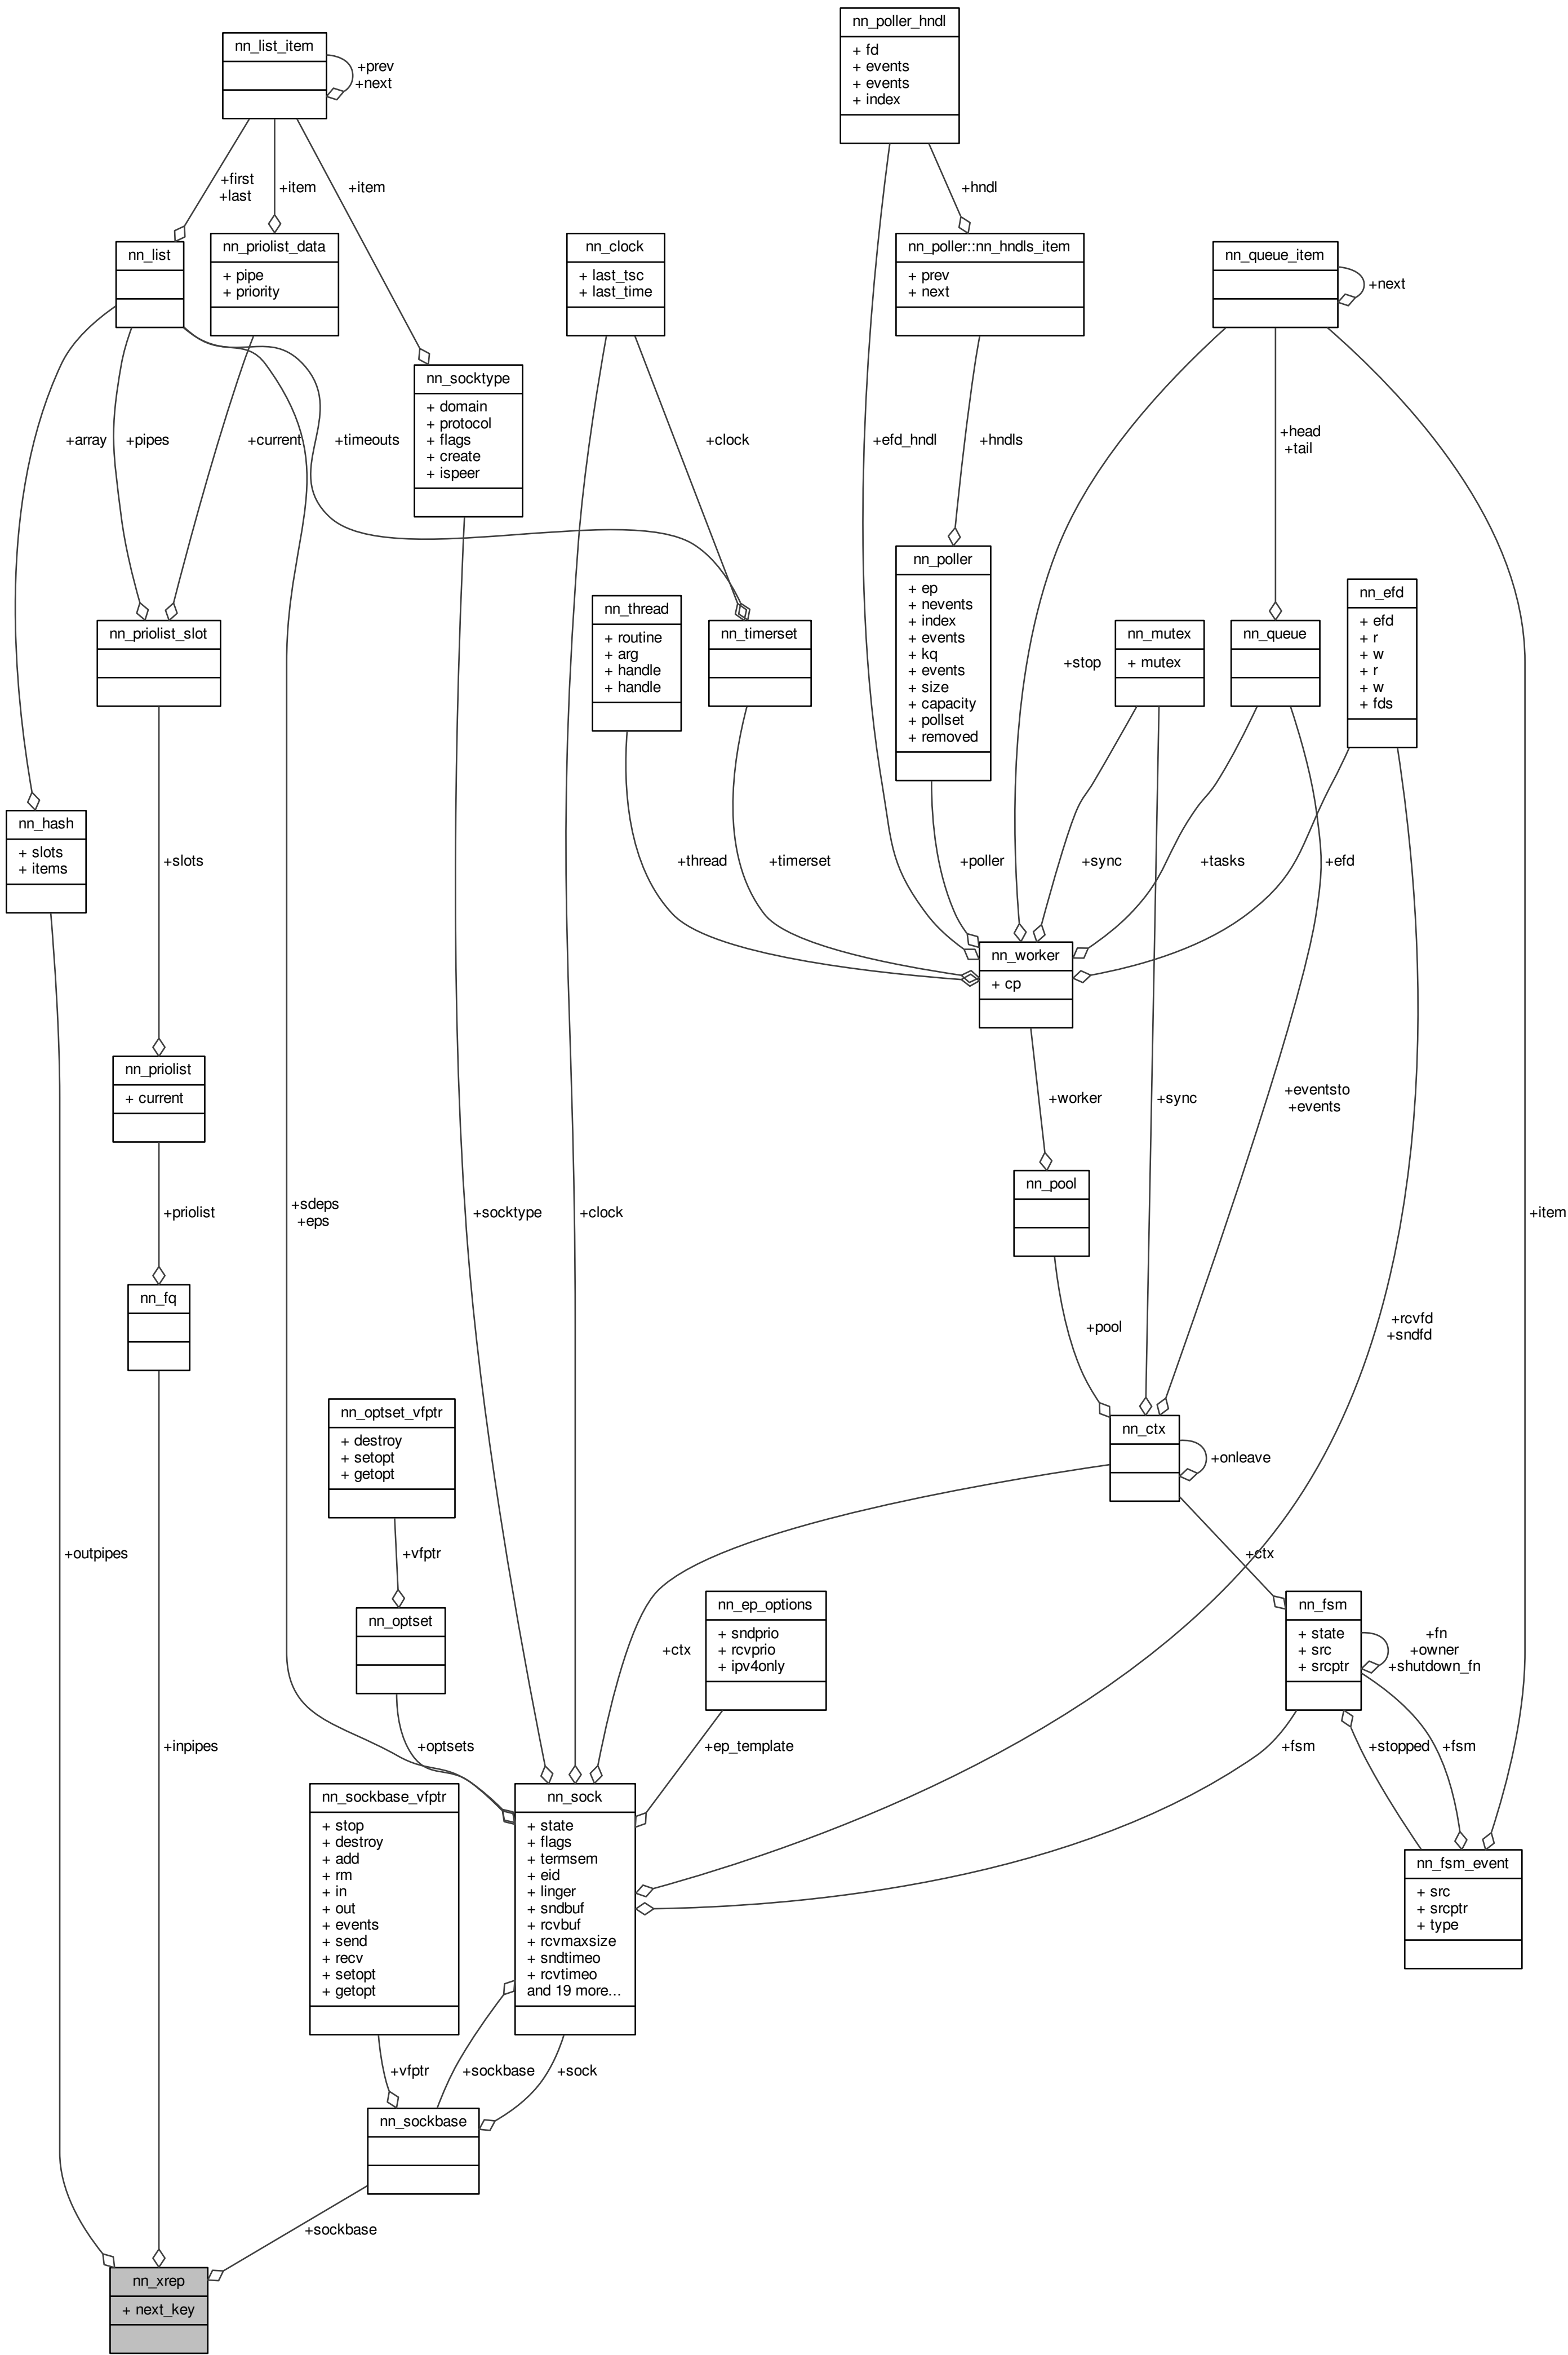 nn_poller_hndl
+ fd
+ events
+ events
+ index
nn_list_item
+prev
+next
+first
+last
+item
+item
+hndl
nn_list
nn_priolist_data
+ pipe
+ priority
nn_clock
+ last_tsc
+ last_time
nn_poller::nn_hndls_item
+ prev
+ next
nn_queue_item
+next
nn_socktype
+ domain
+ protocol
+ flags
+ create
+ ispeer
+array
+pipes
+current
+timeouts
+clock
+efd_hndl
+hndls
+head
+tail
nn_priolist_slot
nn_thread
+ routine
+ arg
+ handle
+ handle
nn_timerset
nn_poller
+ ep
+ nevents
+ index
+ events
+ kq
+ events
+ size
+ capacity
+ pollset
+ removed
+stop
nn_mutex
+ mutex
nn_queue
nn_efd
+ efd
+ r
+ w
+ r
+ w
+ fds
nn_hash
+ slots
+ items
+slots
+thread
+timerset
+poller
+sync
+tasks
+efd
nn_worker
+ cp
nn_priolist
+ current
+worker
+sync
+eventsto
+events
nn_pool
+priolist
+sdeps
+eps
+socktype
+clock
+item
nn_fq
+pool
+rcvfd
+sndfd
nn_optset_vfptr
+ destroy
+ setopt
+ getopt
nn_ctx
+onleave
+outpipes
+vfptr
+ctx
nn_optset
+ctx
nn_ep_options
+ sndprio
+ rcvprio
+ ipv4only
nn_fsm
+ state
+ src
+ srcptr
+fn
+owner
+shutdown_fn
+inpipes
+optsets
+ep_template
+fsm
+stopped
+fsm
nn_sockbase_vfptr
+ stop
+ destroy
+ add
+ rm
+ in
+ out
+ events
+ send
+ recv
+ setopt
+ getopt
nn_sock
+ state
+ flags
+ termsem
+ eid
+ linger
+ sndbuf
+ rcvbuf
+ rcvmaxsize
+ sndtimeo
+ rcvtimeo
and 19 more...
nn_fsm_event
+ src
+ srcptr
+ type
+vfptr
+sockbase
+sock
nn_sockbase
+sockbase
nn_xrep
+ next_key